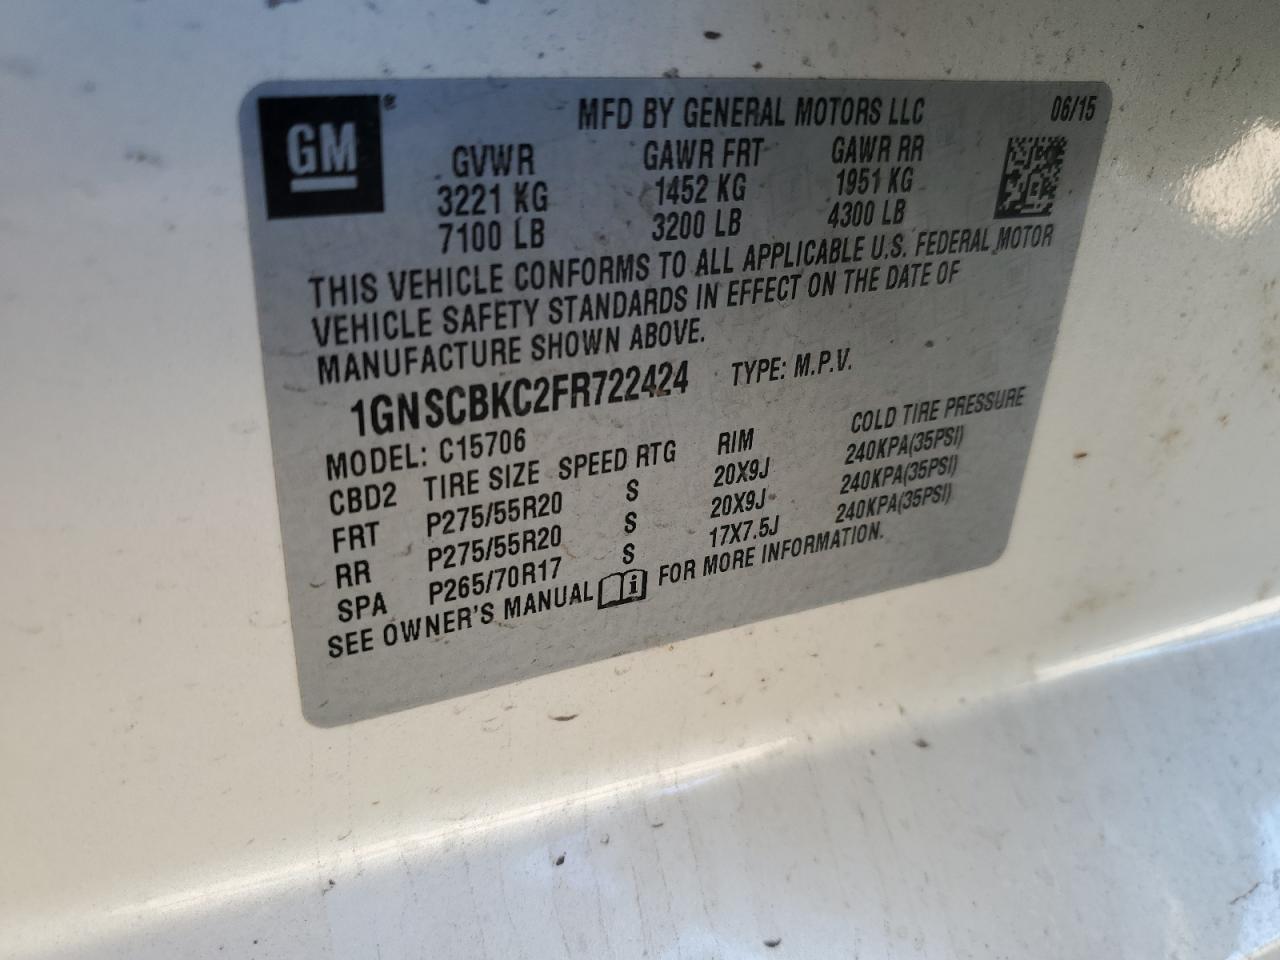 GM® MFD BY GENERAL MOTORS LLC 06/15
GVWR GAWR FRT GAWR RR
3221 KG 1452 KG 1951 KG
7100 LB 3200 LB 4300 LB
THIS VEHICLE CONFORMS TO ALL APPLICABLE U.S. FEDERAL MOTOR
VEHICLE SAFETY STANDARDS IN EFFECT ON THE DATE OF
MANUFACTURE SHOWN ABOVE.
1GNSCBKC2FR722424 TYPE: M.P.V.
MODEL: C15706
CBD2 TIRE SIZE SPEED RTG RIM COLD TIRE PRESSURE
FRT P275/55R20 S 20X9J 240KPA(35PSI)
RR P275/55R20 S 20X9J 240KPA(35PSI)
SPA P265/70R17 S 17X7.5J 240KPA(35PSI)
SEE OWNER'S MANUAL i FOR MORE INFORMATION.